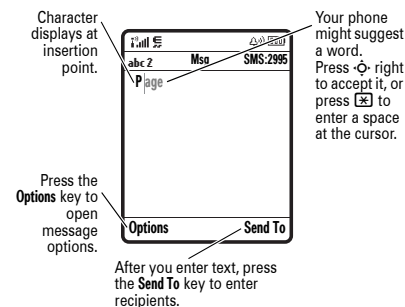 Character
displays at
insertion
point.
Your phone
might suggest
a word.
Press right
to accept it, or
press * to
enter a space
at the cursor.
abc 2 Msg SMS:2995
Page
Press the
Options key to
open
message
options.
Options Send To
After you enter text, press
the Send To key to enter
recipients.